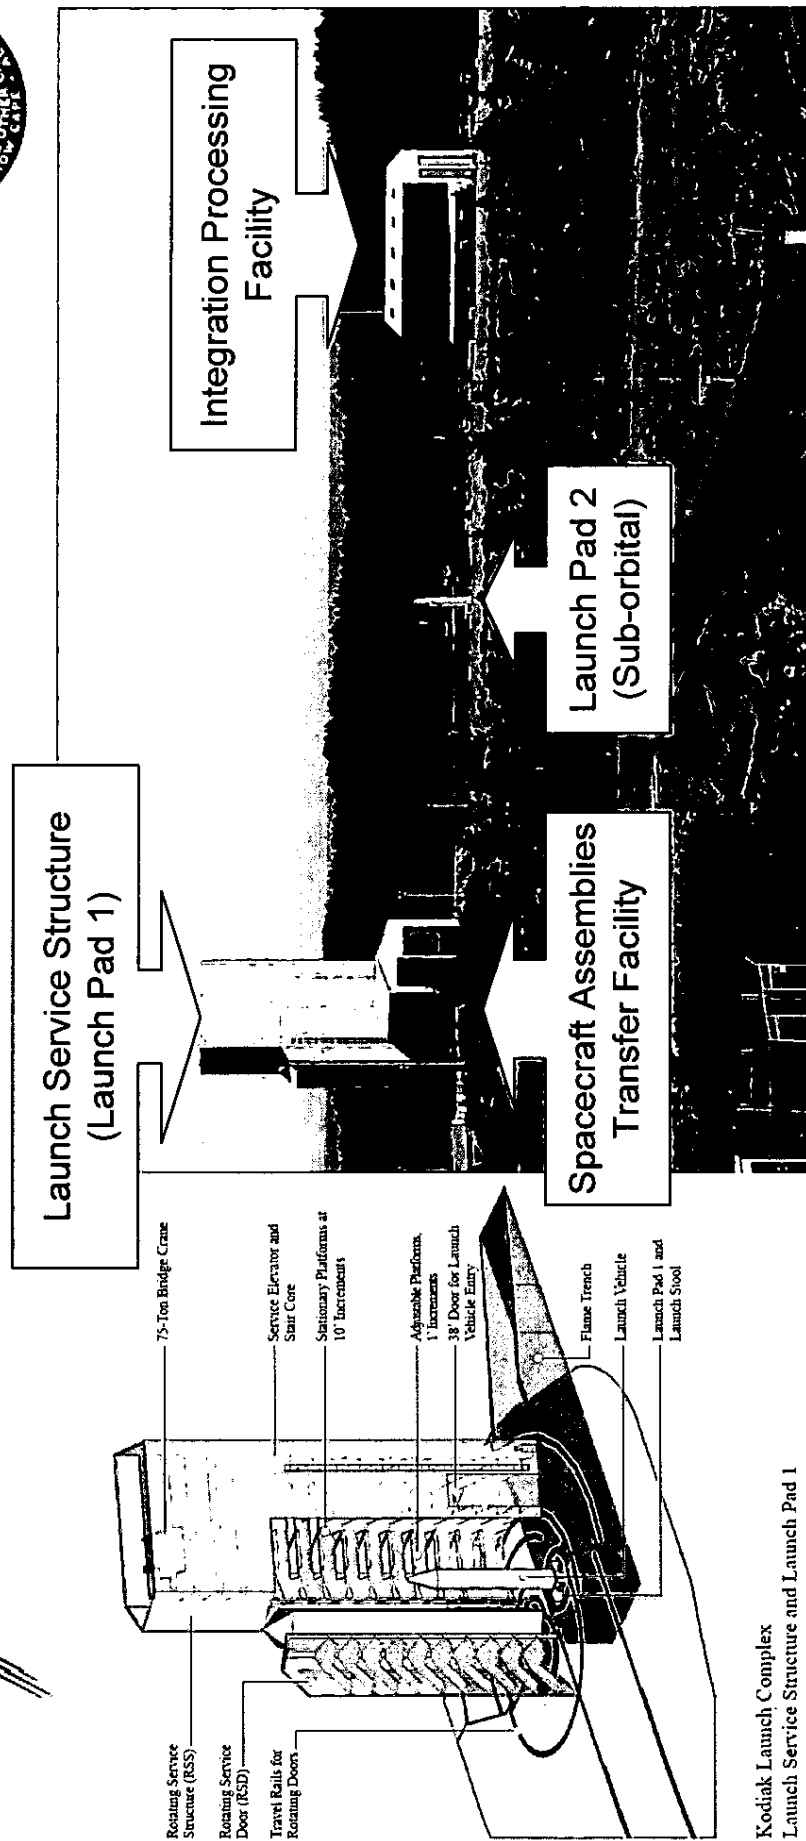 Launch Service Structure
(Launch Pad 1)
Integration Processing
Facility
Launch Pad 2
(Sub-orbital)
Spacecraft Assemblies
Transfer Facility
75-Ton Bridge Crane
Service Elevator and
Stair Core
Stationary Platforms at
10' Increments
Adjustable Platforms,
1' Increments
38' Door for Launch
Vehicle Entry
Flame Trench
Launch Vehicle
Launch Pad 1 and
Launch Stool
Rotating Service
Structure (RSS)
Rotating Service
Door (RSD)
Travel Rails for
Rotating Doors
Kodiak Launch Complex
Launch Service Structure and Launch Pad 1